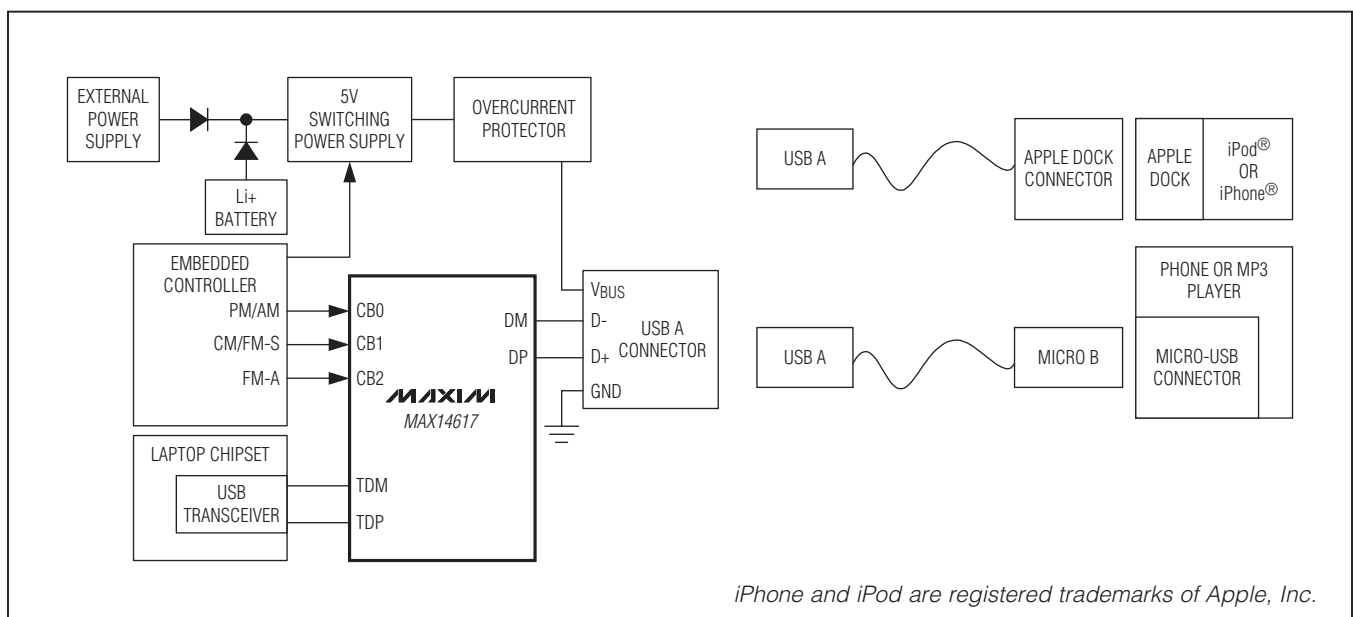 EXTERNAL
POWER
SUPPLY
5V
SWITCHING
POWER SUPPLY
OVERCURRENT
PROTECTOR
Li+
BATTERY
EMBEDDED
CONTROLLER
PM/AM
CM/FM-S
FM-A
CB0
CB1
CB2
MAXIM
MAX14617
DM
DP
TDM
TDP
LAPTOP CHIPSET
USB
TRANSCEIVER
VBUS
D-
D+
GND
USB A
CONNECTOR
USB A
APPLE DOCK
CONNECTOR
APPLE
DOCK
iPod®
OR
iPhone®
USB A
MICRO B
PHONE OR MP3
PLAYER
MICRO-USB
CONNECTOR
iPhone and iPod are registered trademarks of Apple, Inc.